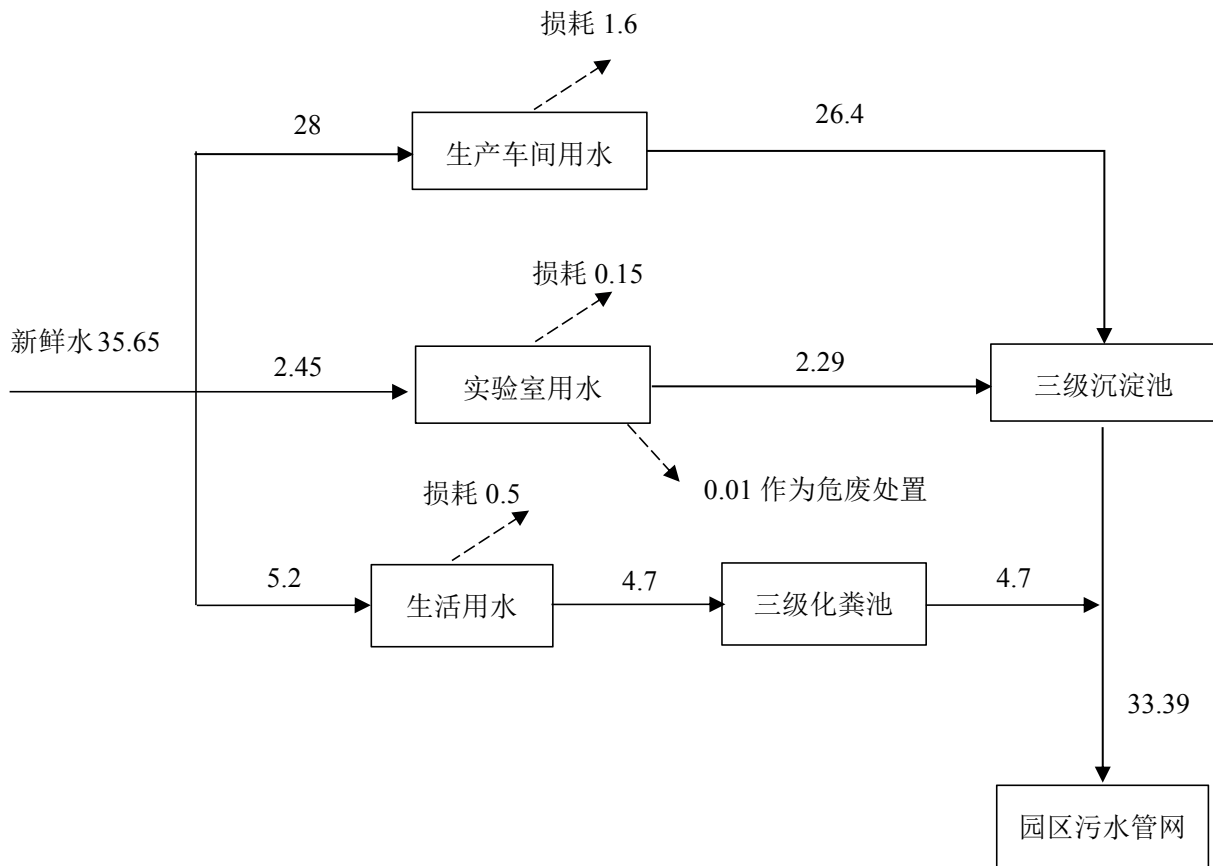 损耗 1.6
28
生产车间用水
26.4
损耗 0.15
新鲜水 35.65
2.45
实验室用水
2.29
三级沉淀池
0.01 作为危废处置
损耗 0.5
5.2
生活用水
4.7
三级化粪池
4.7
33.39
园区污水管网